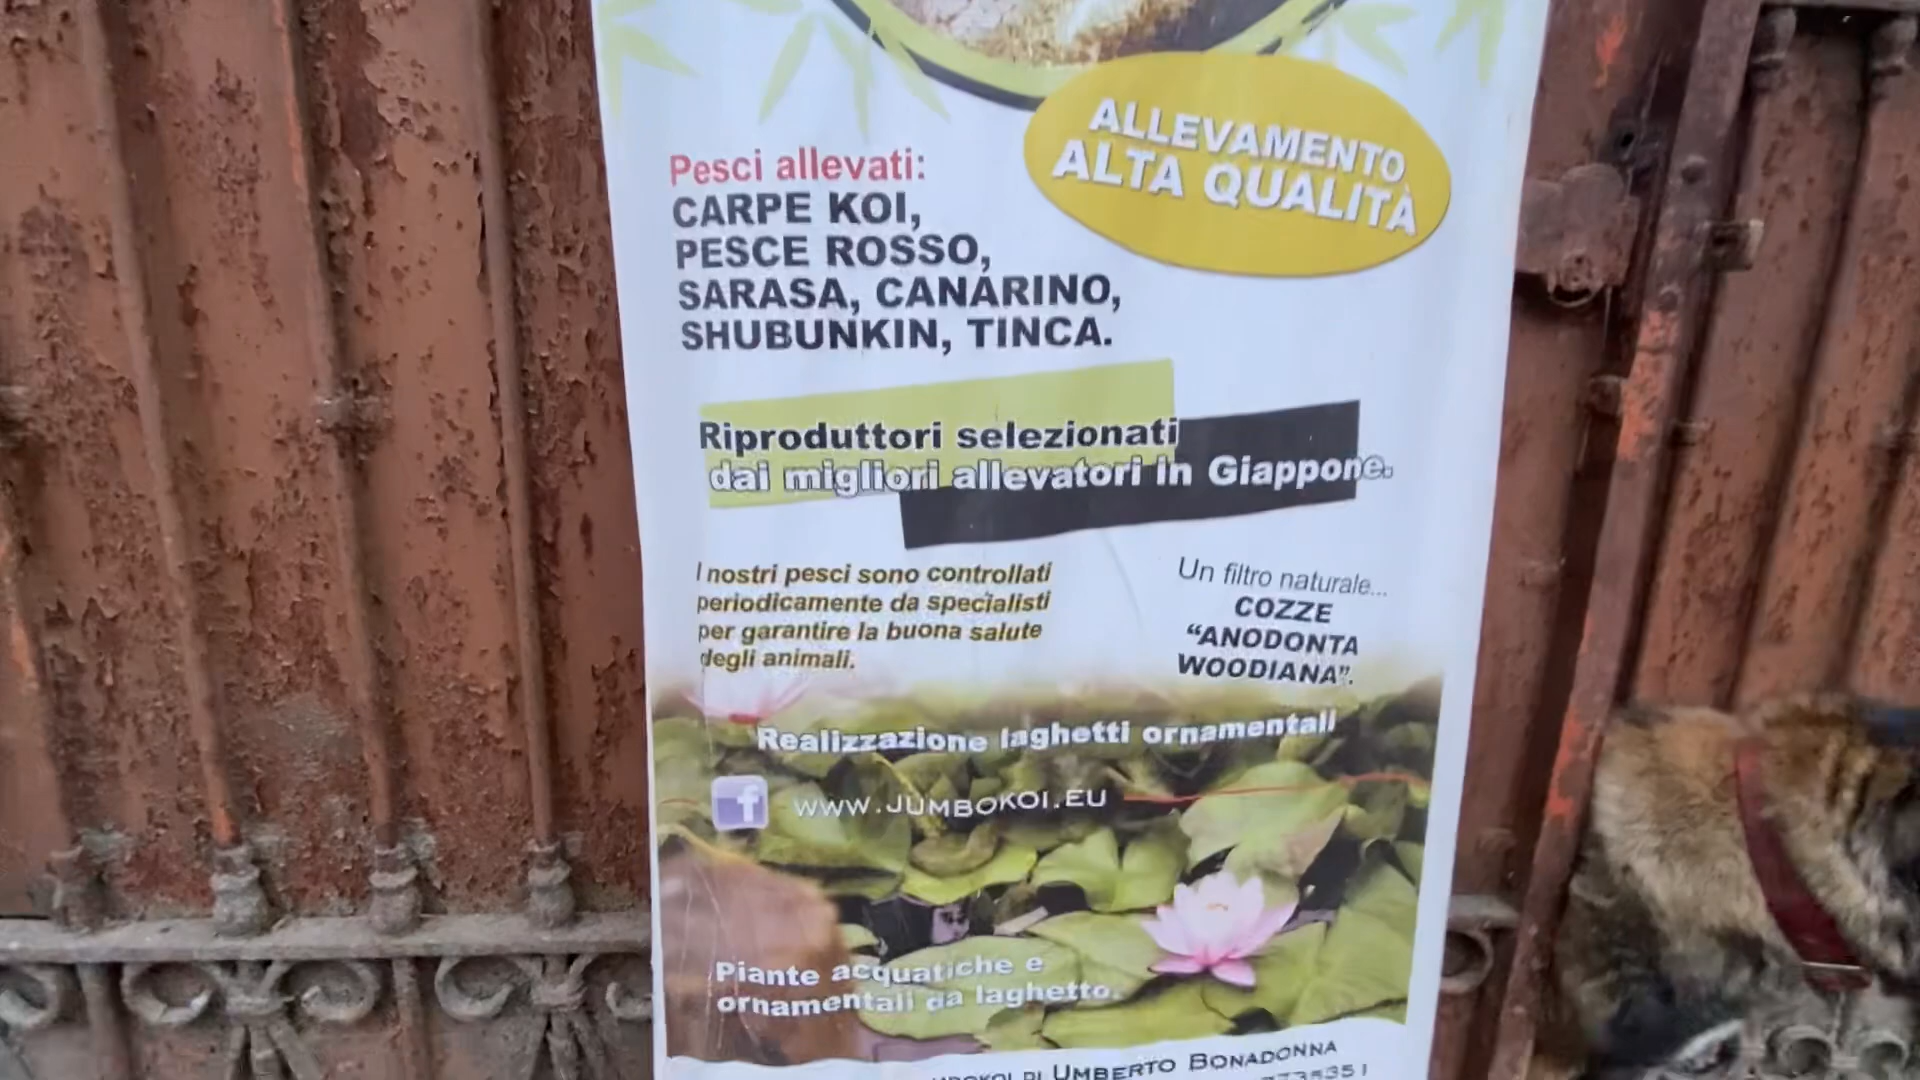 ALLEVAMENTO
ALTA QUALITÀ
Pesci allevati:
CARPE KOI,
PESCE ROSSO,
SARASA, CANARINO,
SHUBUNKIN, TINCA.
Riproduttori selezionati
dai migliori allevatori in Giappone.
I nostri pesci sono controllati
periodicamente da specialisti
per garantire la buona salute
degli animali.
Un filtro naturale...
COZZE
“ANODONTA
WOODIANA”.
Realizzazione laghetti ornamentali
f
WWW.JUMBOKOI.EU
Piante acquatiche e
ornamentali da laghetto.
DI UMBERTO BONADONNA